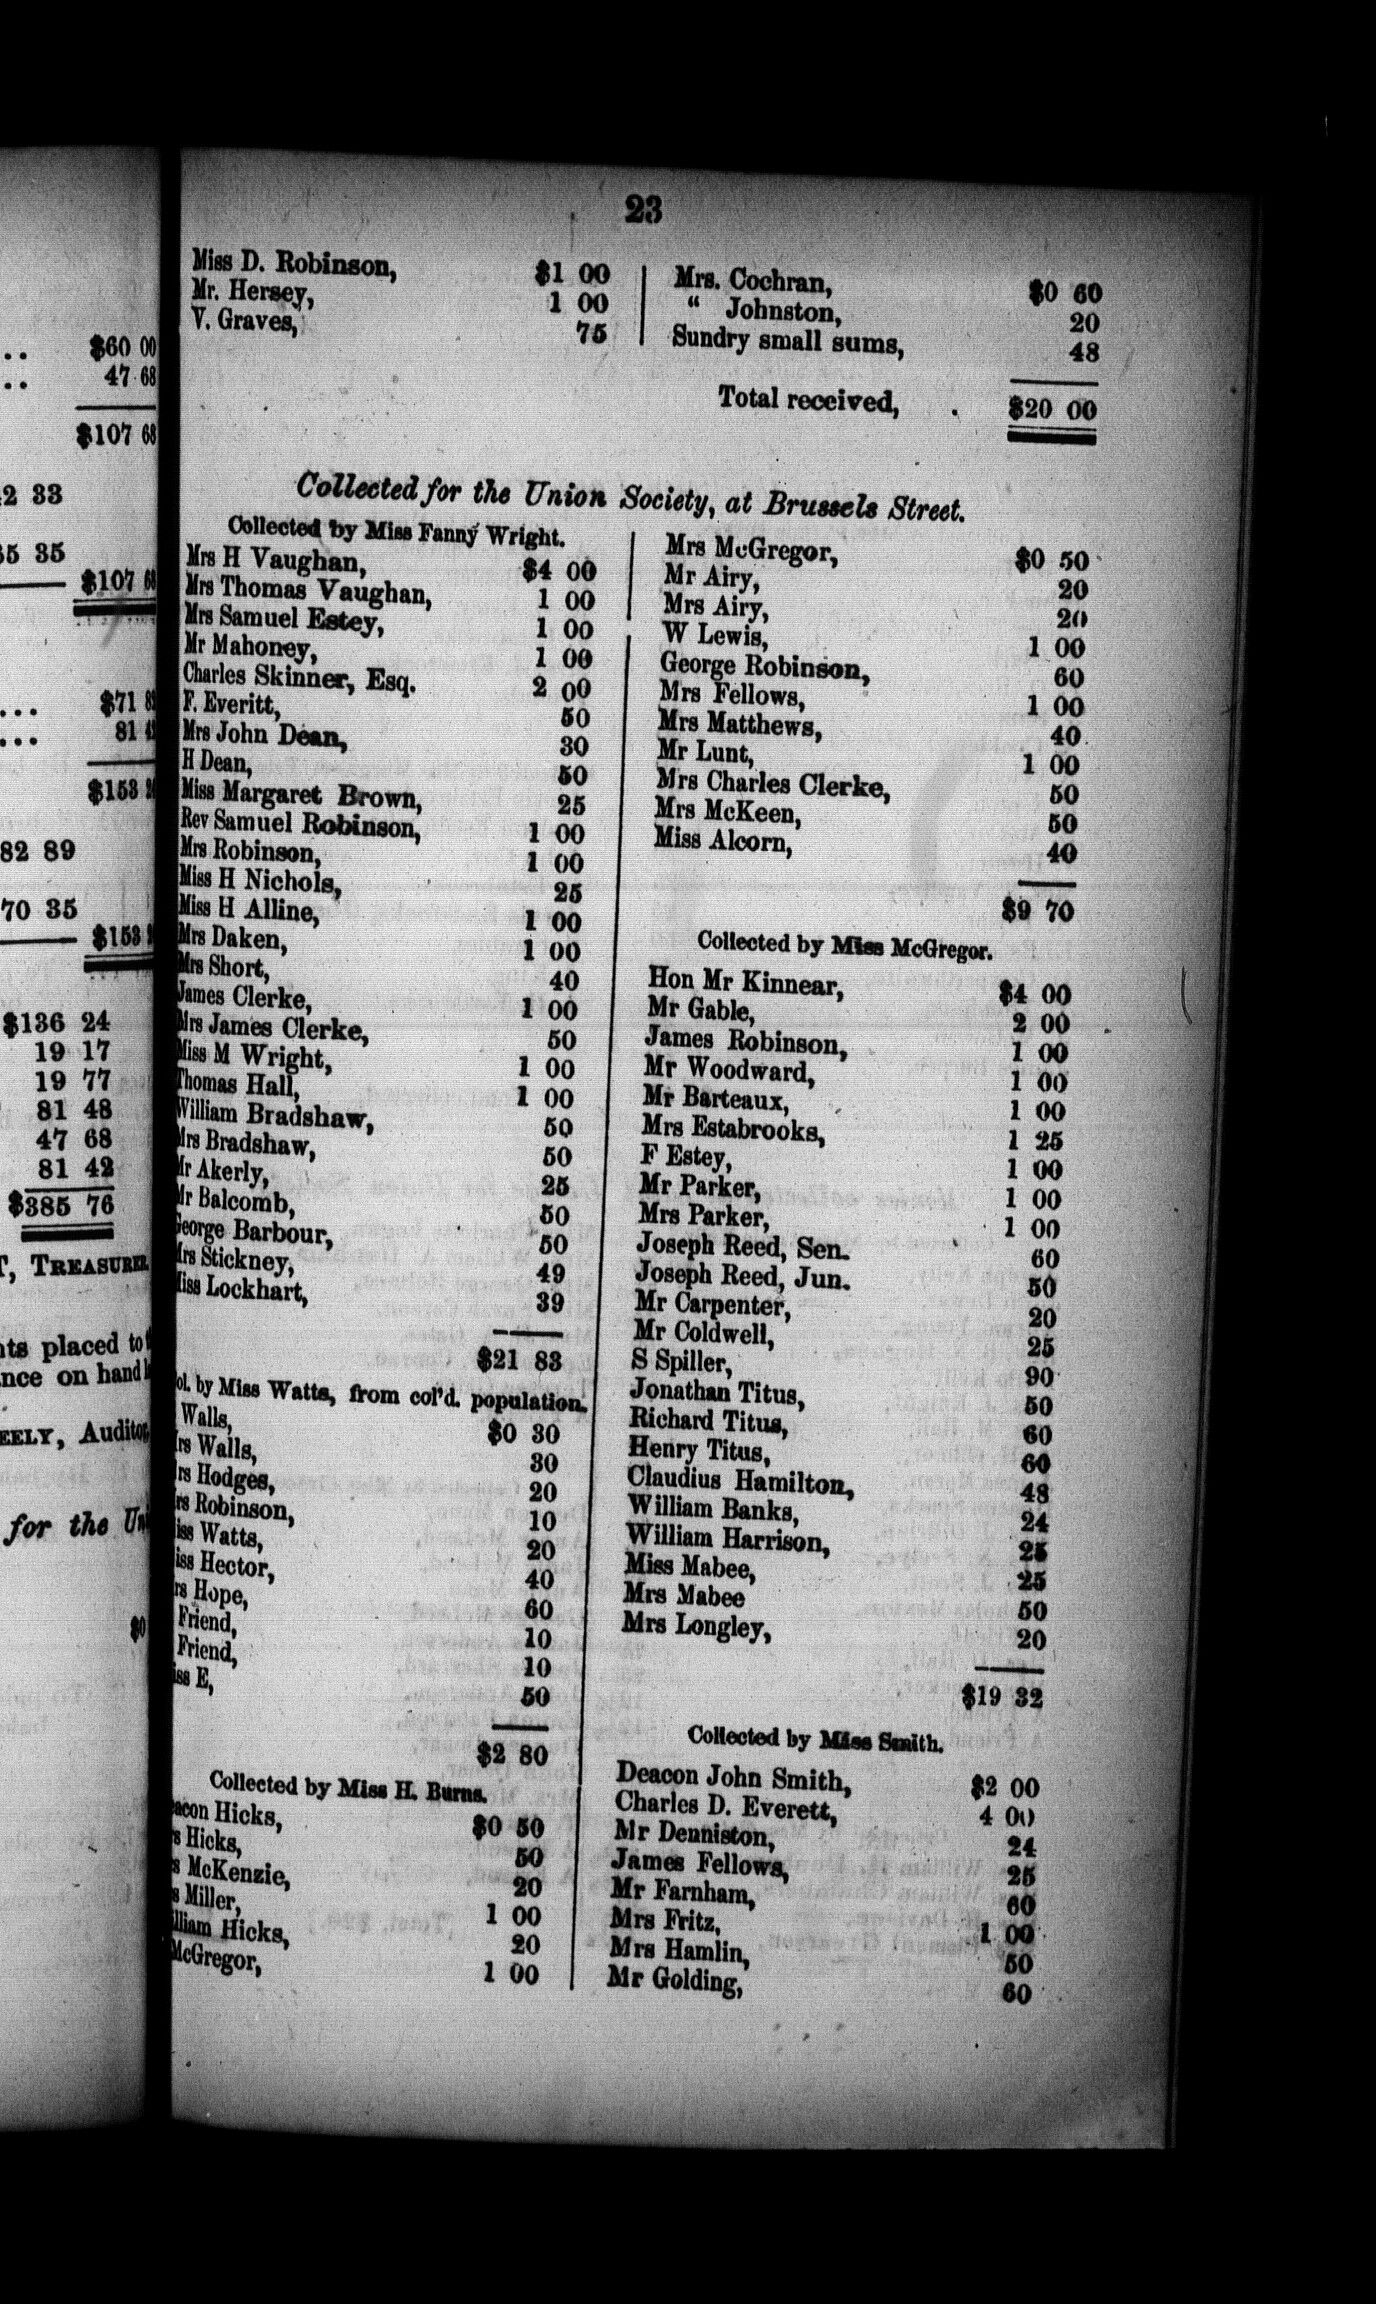 $60 00
47 68
$107 68
33
35
$107
$71
81
$153
82 89
70 35
$153
$136 24
19 17
19 77
81 48
47 68
81 42
$385 76
TREASURER
placed to
on hand
Auditor
for the
23
Miss D. Robinson, $1 00
Mr. Hersey, 1 00
V. Graves, 75
Mrs. Cochran, $0 60
“ Johnston, 20
Sundry small sums, 48
Total received, $20 00
Collected for the Union Society, at Brussels Street.
Collected by Miss Fanny Wright.
Mrs H Vaughan, $4 00
Mrs Thomas Vaughan, 1 00
Mrs Samuel Estey, 1 00
Mr Mahoney, 1 00
Charles Skinner, Esq. 2 00
F. Everitt, 50
Mrs John Dean, 30
H Dean, 50
Miss Margaret Brown, 25
Rev Samuel Robinson, 1 00
Mrs Robinson, 1 00
Miss H Nichols, 25
Miss H Alline, 1 00
Mrs Daken, 1 00
Mrs Short, 40
James Clerke, 1 00
Mrs James Clerke, 50
Miss M Wright, 1 00
Thomas Hall, 1 00
William Bradshaw, 50
Mrs Bradshaw, 50
Mr Akerly, 25
Mr Balcomb, 50
George Barbour, 50
Mrs Stickney, 49
Miss Lockhart, 39
$21 83
Col. by Miss Watts, from col'd. population.
Walls, $0 30
Mrs Walls, 30
Mrs Hodges, 20
Mrs Robinson, 10
Miss Watts, 20
Miss Hector, 40
Mrs Hope, 60
Friend, 10
Friend, 10
Miss E, 50
$2 80
Collected by Miss H. Burns.
Deacon Hicks, $0 50
Hicks, 50
McKenzie, 20
Miller, 1 00
William Hicks, 20
McGregor, 1 00
Mrs McGregor, $0 50
Mr Airy, 20
Mrs Airy, 20
W Lewis, 1 00
George Robinson, 60
Mrs Fellows, 1 00
Mrs Matthews, 40
Mr Lunt, 1 00
Mrs Charles Clerke, 50
Mrs McKeen, 50
Miss Alcorn, 40
$9 70
Collected by Miss McGregor.
Hon Mr Kinnear, $4 00
Mr Gable, 2 00
James Robinson, 1 00
Mr Woodward, 1 00
Mr Barteaux, 1 00
Mrs Estabrooks, 1 25
F Estey, 1 00
Mr Parker, 1 00
Mrs Parker, 1 00
Joseph Reed, Sen. 60
Joseph Reed, Jun. 50
Mr Carpenter, 20
Mr Coldwell, 25
S Spiller, 90
Jonathan Titus, 50
Richard Titus, 60
Henry Titus, 60
Claudius Hamilton, 48
William Banks, 24
William Harrison, 25
Miss Mabee, 25
Mrs Mabee 50
Mrs Longley, 20
$19 32
Collected by Miss Smith.
Deacon John Smith, $2 00
Charles D. Everett, 4 00
Mr Denniston, 24
James Fellows, 25
Mr Farnham, 60
Mrs Fritz, 1 00
Mrs Hamlin, 50
Mr Golding, 60